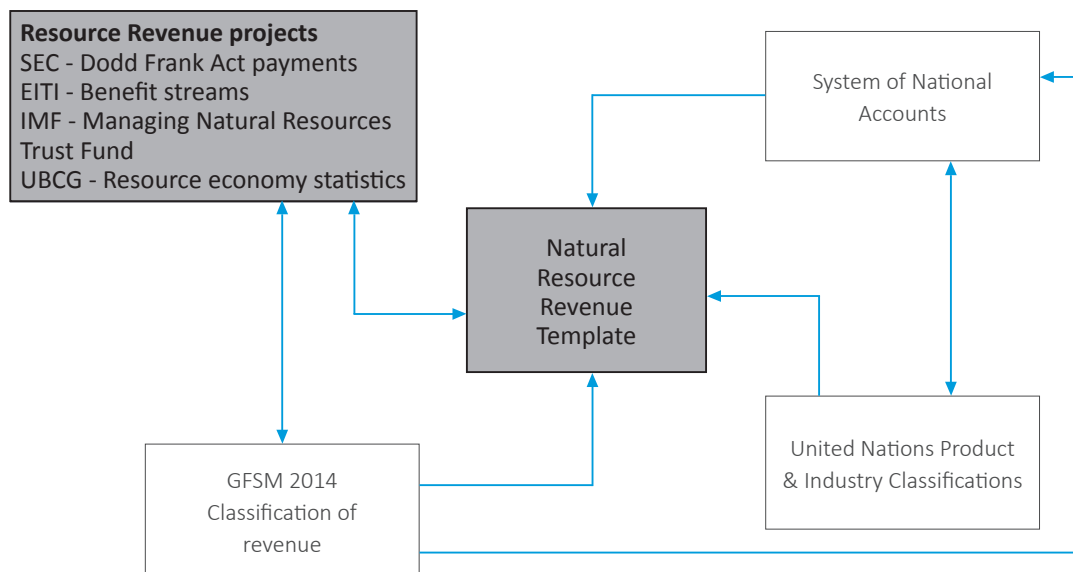 Resource Revenue projects
SEC - Dodd Frank Act payments
EITI - Benefit streams
IMF - Managing Natural Resources
Trust Fund
UBCG - Resource economy statistics
System of National
Accounts
Natural
Resource
Revenue
Template
GFSM 2014
Classification of
revenue
United Nations Product
& Industry Classifications